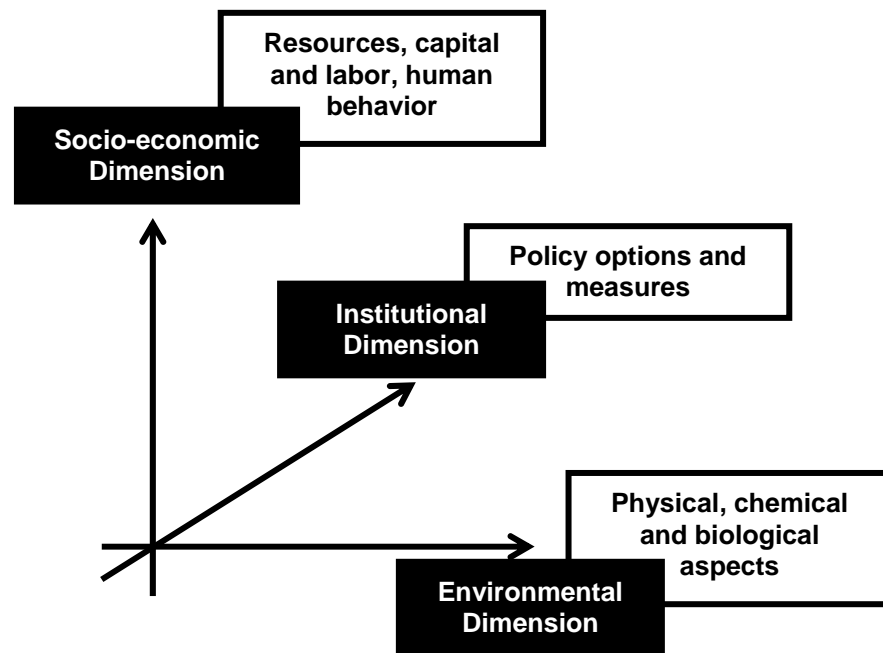 Resources, capital
and labor, human
behavior
Socio-economic
Dimension
Policy options and
measures
Institutional
Dimension
Physical, chemical
and biological
aspects
Environmental
Dimension